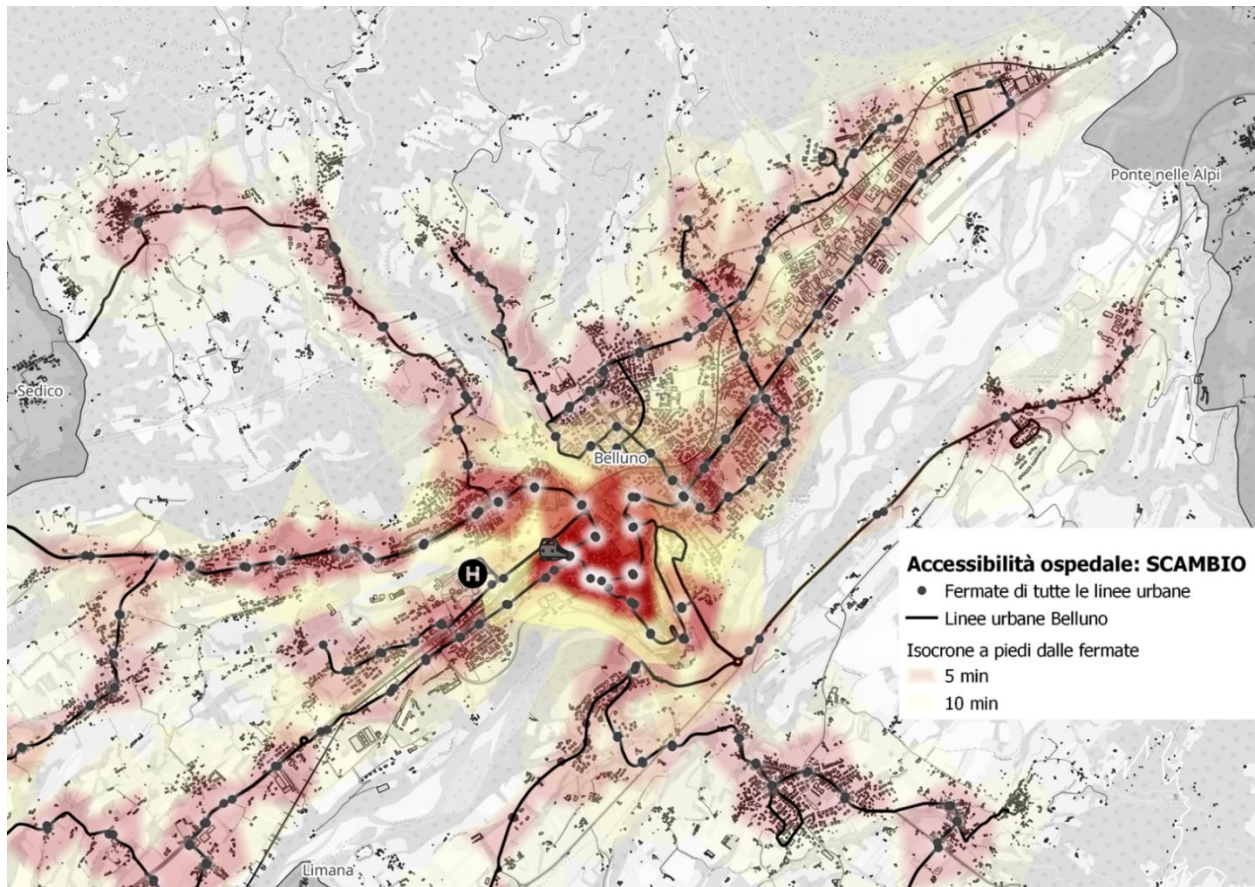 Ponte nelle Alpi
Sedico
Belluno
H
Accessibilità ospedale: SCAMBIO
Fermate di tutte le linee urbane
Linee urbane Belluno
Isocrone a piedi dalle fermate
5 min
10 min
Limana